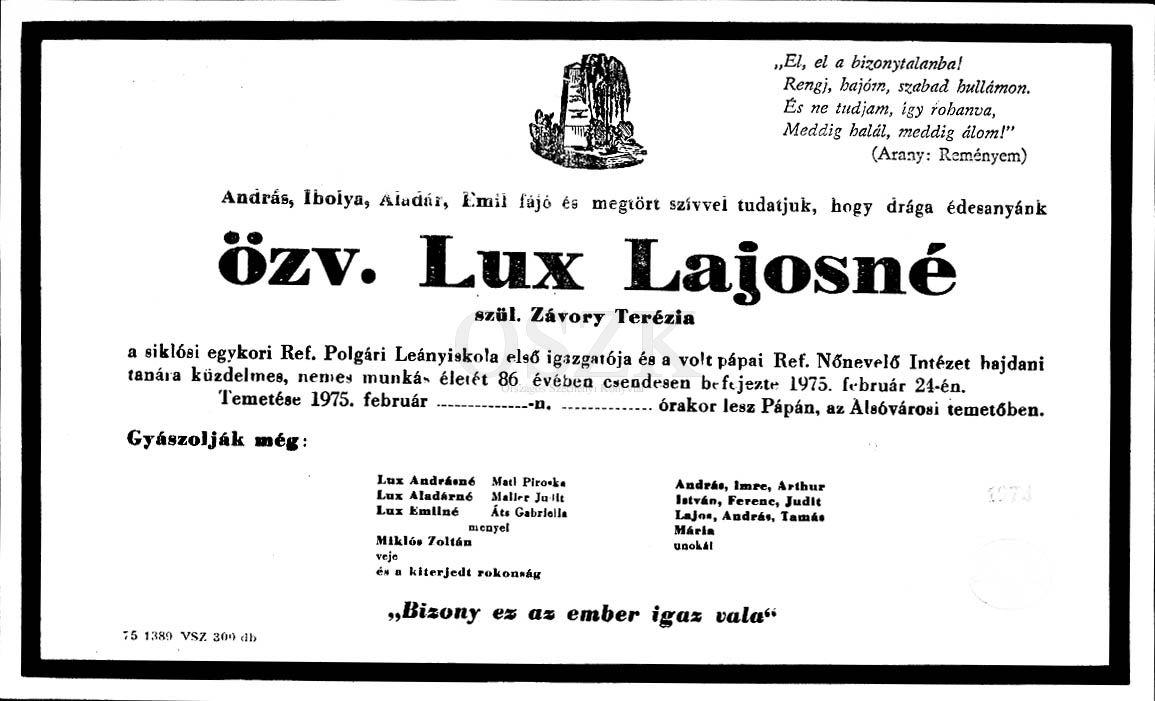 „El, el a bizonytalanba!
Rengj, hajóm, szabad hullámon.
És ne tudjam, így rohanva,
Meddig halál, meddig álom!”
(Arany: Reményem)
András, Ibolya, Aladár, Emil fájó és megtört szívvel tudatjuk, hogy drága édesanyánk
özv. Lux Lajosné
szül. Závory Terézia
OSZK
Országos Széchényi Könyvtár
a siklósi egykori Ref. Polgári Leányiskola első igazgatója és a volt pápai Ref. Nőnevelő Intézet hajdani
tanára küzdelmes, nemes munkás életét 86 évében csendesen befejezte 1975. február 24-én.
Temetése 1975. február ---------------n. -------------- órakor lesz Pápán, az Alsóvárosi temetőben.
Gyászolják még:
Lux Andrásné Matl Piroska
Lux Aladárné Maller Judit
Lux Emilné Áts Gabriella
menyei
Miklós Zoltán
veje
és a kiterjedt rokonság
András, Imre, Arthur
István, Ferenc, Judit
Lajos, András, Tamás
Mária
unokái
„Bizony ez az ember igaz vala“
75 1389 VSZ 300 db